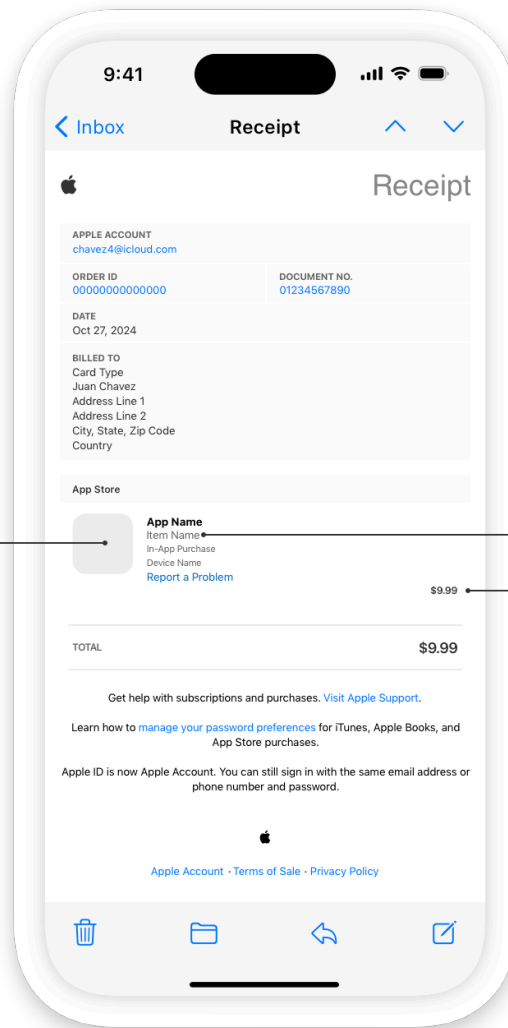 9:41
Inbox
Receipt
Receipt
APPLE ACCOUNT
chavez4@icloud.com
ORDER ID
00000000000000
DOCUMENT NO.
01234567890
DATE
Oct 27, 2024
BILLED TO
Card Type
Juan Chavez
Address Line 1
Address Line 2
City, State, Zip Code
Country
App Store
App Name
Item Name
In-App Purchase
Device Name
Report a Problem
$9.99
TOTAL
$9.99
Get help with subscriptions and purchases. Visit Apple Support.
Learn how to manage your password preferences for iTunes, Apple Books, and
App Store purchases.
Apple ID is now Apple Account. You can still sign in with the same email address or
phone number and password.
Apple Account · Terms of Sale · Privacy Policy